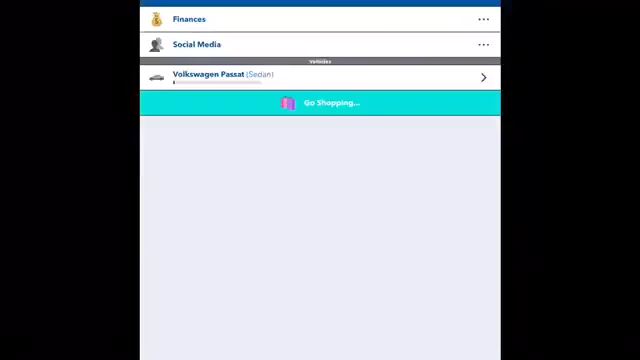 Finances
Social Media
Vehicles
Volkswagen Passat (Sedan)
Go Shopping...